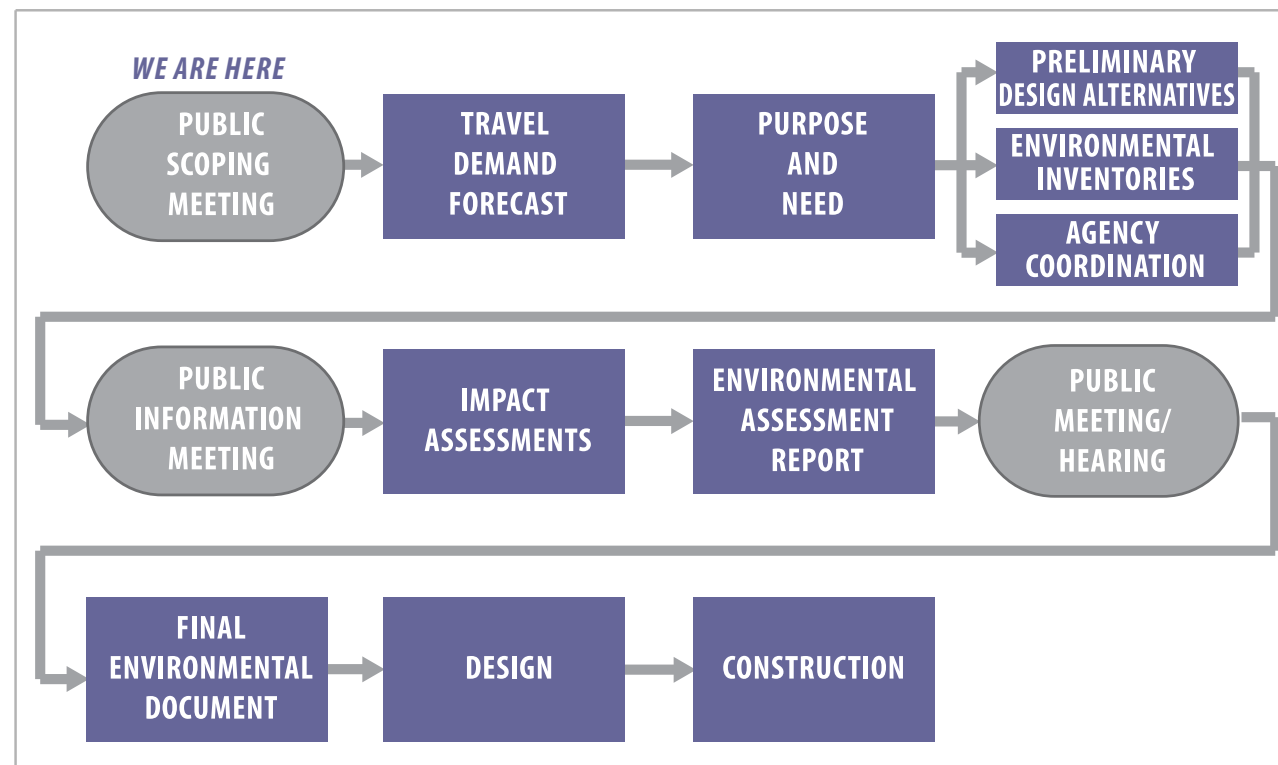 WE ARE HERE
PUBLIC
SCOPING
MEETING
TRAVEL
DEMAND
FORECAST
PURPOSE
AND
NEED
PRELIMINARY
DESIGN ALTERNATIVES
ENVIRONMENTAL
INVENTORIES
AGENCY
COORDINATION
PUBLIC
INFORMATION
MEETING
IMPACT
ASSESSMENTS
ENVIRONMENTAL
ASSESSMENT
REPORT
PUBLIC
MEETING/
HEARING
FINAL
ENVIRONMENTAL
DOCUMENT
DESIGN
CONSTRUCTION